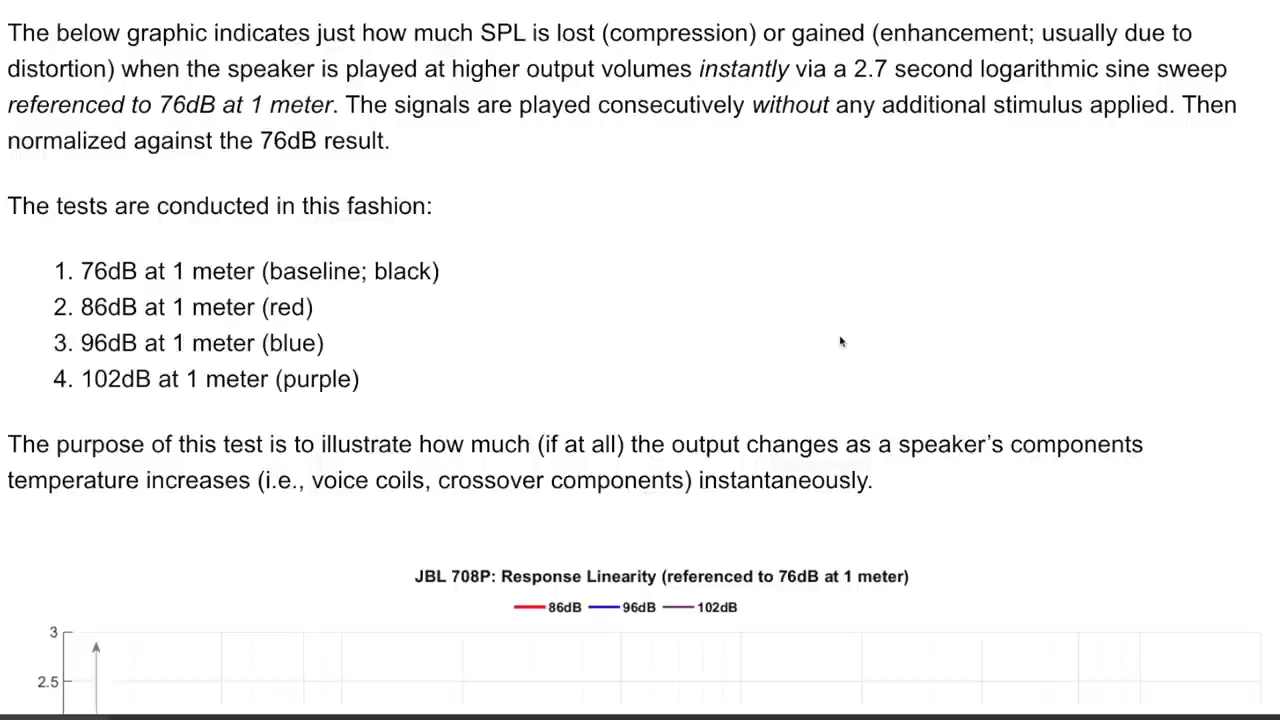 The below graphic indicates just how much SPL is lost (compression) or gained (enhancement; usually due to
distortion) when the speaker is played at higher output volumes instantly via a 2.7 second logarithmic sine sweep
referenced to 76dB at 1 meter. The signals are played consecutively without any additional stimulus applied. Then
normalized against the 76dB result.
The tests are conducted in this fashion:
1. 76dB at 1 meter (baseline; black)
2. 86dB at 1 meter (red)
3. 96dB at 1 meter (blue)
4. 102dB at 1 meter (purple)
The purpose of this test is to illustrate how much (if at all) the output changes as a speaker’s components
temperature increases (i.e., voice coils, crossover components) instantaneously.
JBL 708P: Response Linearity (referenced to 76dB at 1 meter)
86dB 96dB 102dB
3
2.5